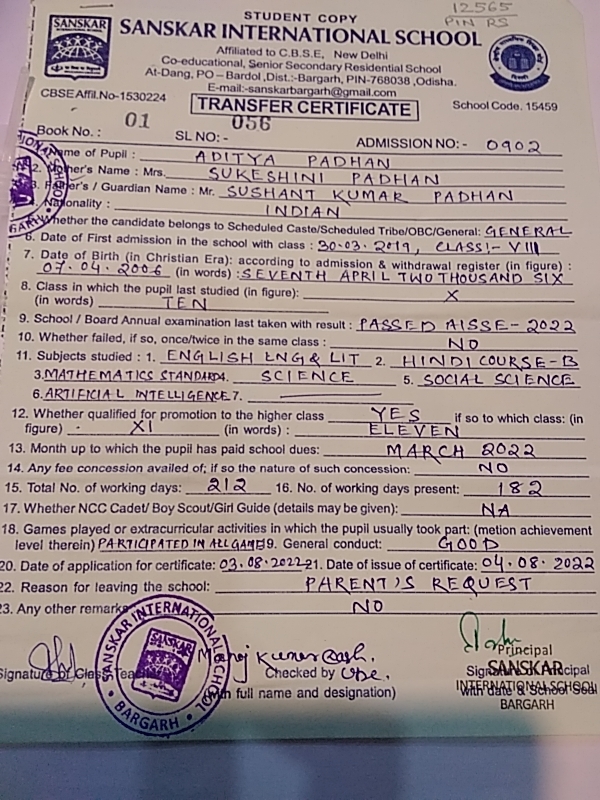 STUDENT COPY
12565
PIN RS
SANSKAR
SANSKAR INTERNATIONAL SCHOOL
Affiliated to C.B.S.E, New Delhi
Co-educational, Senior Secondary Residential School
At-Dang, PO – Bardol ,Dist.:-Bargarh, PIN-768038 ,Odisha.
E-mail:-sanskarbargarh@gmail.com
CBSE Affil.No-1530224
TRANSFER CERTIFICATE
School Code. 15459
Book No. : 01 SL NO:- 056 ADMISSION NO:- 0902
Name of Pupil : ADITYA PADHAN
2. Mother's Name : Mrs. SUKESHINI PADHAN
3. Father's / Guardian Name : Mr. SUSHANT KUMAR PADHAN
Nationality : INDIAN
Whether the candidate belongs to Scheduled Caste/Scheduled Tribe/OBC/General: GENERAL
6. Date of First admission in the school with class : 30.03.2019, CLASS:- VIII
7. Date of Birth (in Christian Era): according to admission & withdrawal register (in figure) :
07.04.2006 (in words) : SEVENTH APRIL TWO THOUSAND SIX
8. Class in which the pupil last studied (in figure): X
(in words) TEN
9. School / Board Annual examination last taken with result : PASSED AISSE-2022
10. Whether failed, if so, once/twice in the same class : NO
11. Subjects studied : 1. ENGLISH LNG & LIT 2. HINDI COURSE-B
3. MATHEMATICS STANDARD 4. SCIENCE 5. SOCIAL SCIENCE
6. ARTIFICIAL INTELLIGENCE 7.
12. Whether qualified for promotion to the higher class YES if so to which class: (in
figure) XI (in words) : ELEVEN
13. Month up to which the pupil has paid school dues: MARCH 2022
14. Any fee concession availed of; if so the nature of such concession: NO
15. Total No. of working days: 212 16. No. of working days present: 182
17. Whether NCC Cadet/ Boy Scout/Girl Guide (details may be given): NA
18. Games played or extracurricular activities in which the pupil usually took part: (metion achievement
level therein) PARTICIPATED IN ALL GAMES 19. General conduct: GOOD
20. Date of application for certificate: 03.08.2022 21. Date of issue of certificate: 04.08.2022
22. Reason for leaving the school: PARENT'S REQUEST
23. Any other remarks NO
SANSKAR INTERNATIONAL SCHOOL
BARGARH
Signature of Class Teacher
Checked by
(with full name and designation)
Principal
SANSKAR
INTERNATIONAL SCHOOL
BARGARH
Signature of Principal
with date & School Seal